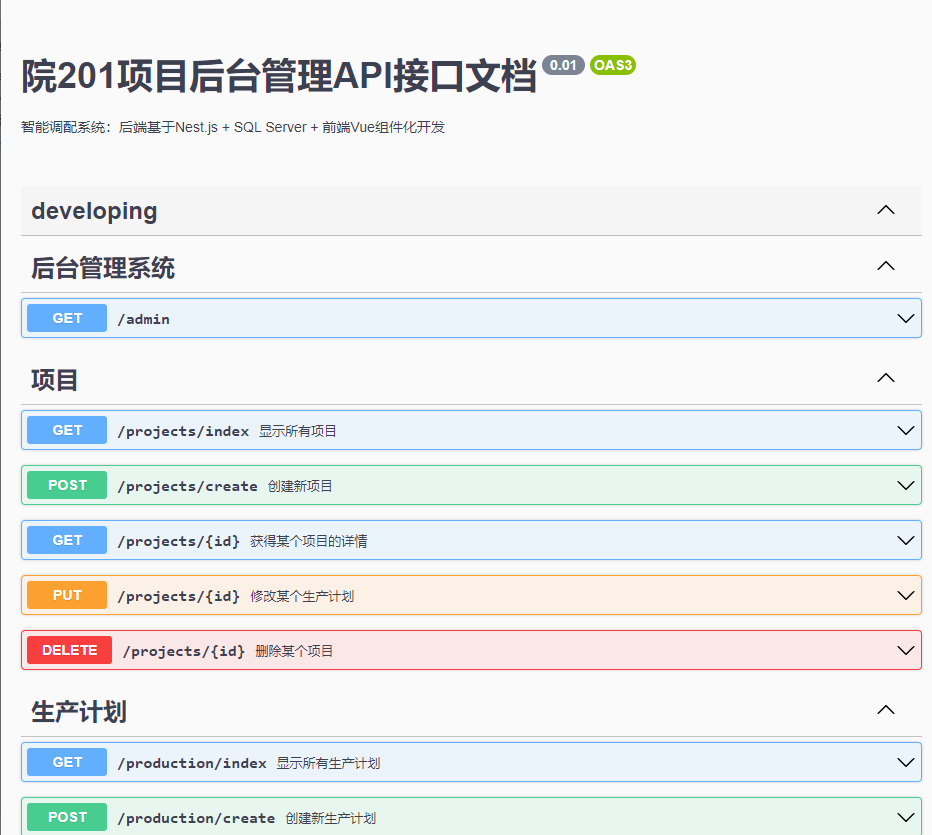 院201项目后台管理API接口文档 0.01 OAS3
智能调配系统：后端基于Nest.js + SQL Server + 前端Vue组件化开发
developing
后台管理系统
GET /admin
项目
GET /projects/index 显示所有项目
POST /projects/create 创建新项目
GET /projects/{id} 获得某个项目的详情
PUT /projects/{id} 修改某个生产计划
DELETE /projects/{id} 删除某个项目
生产计划
GET /production/index 显示所有生产计划
POST /production/create 创建新生产计划